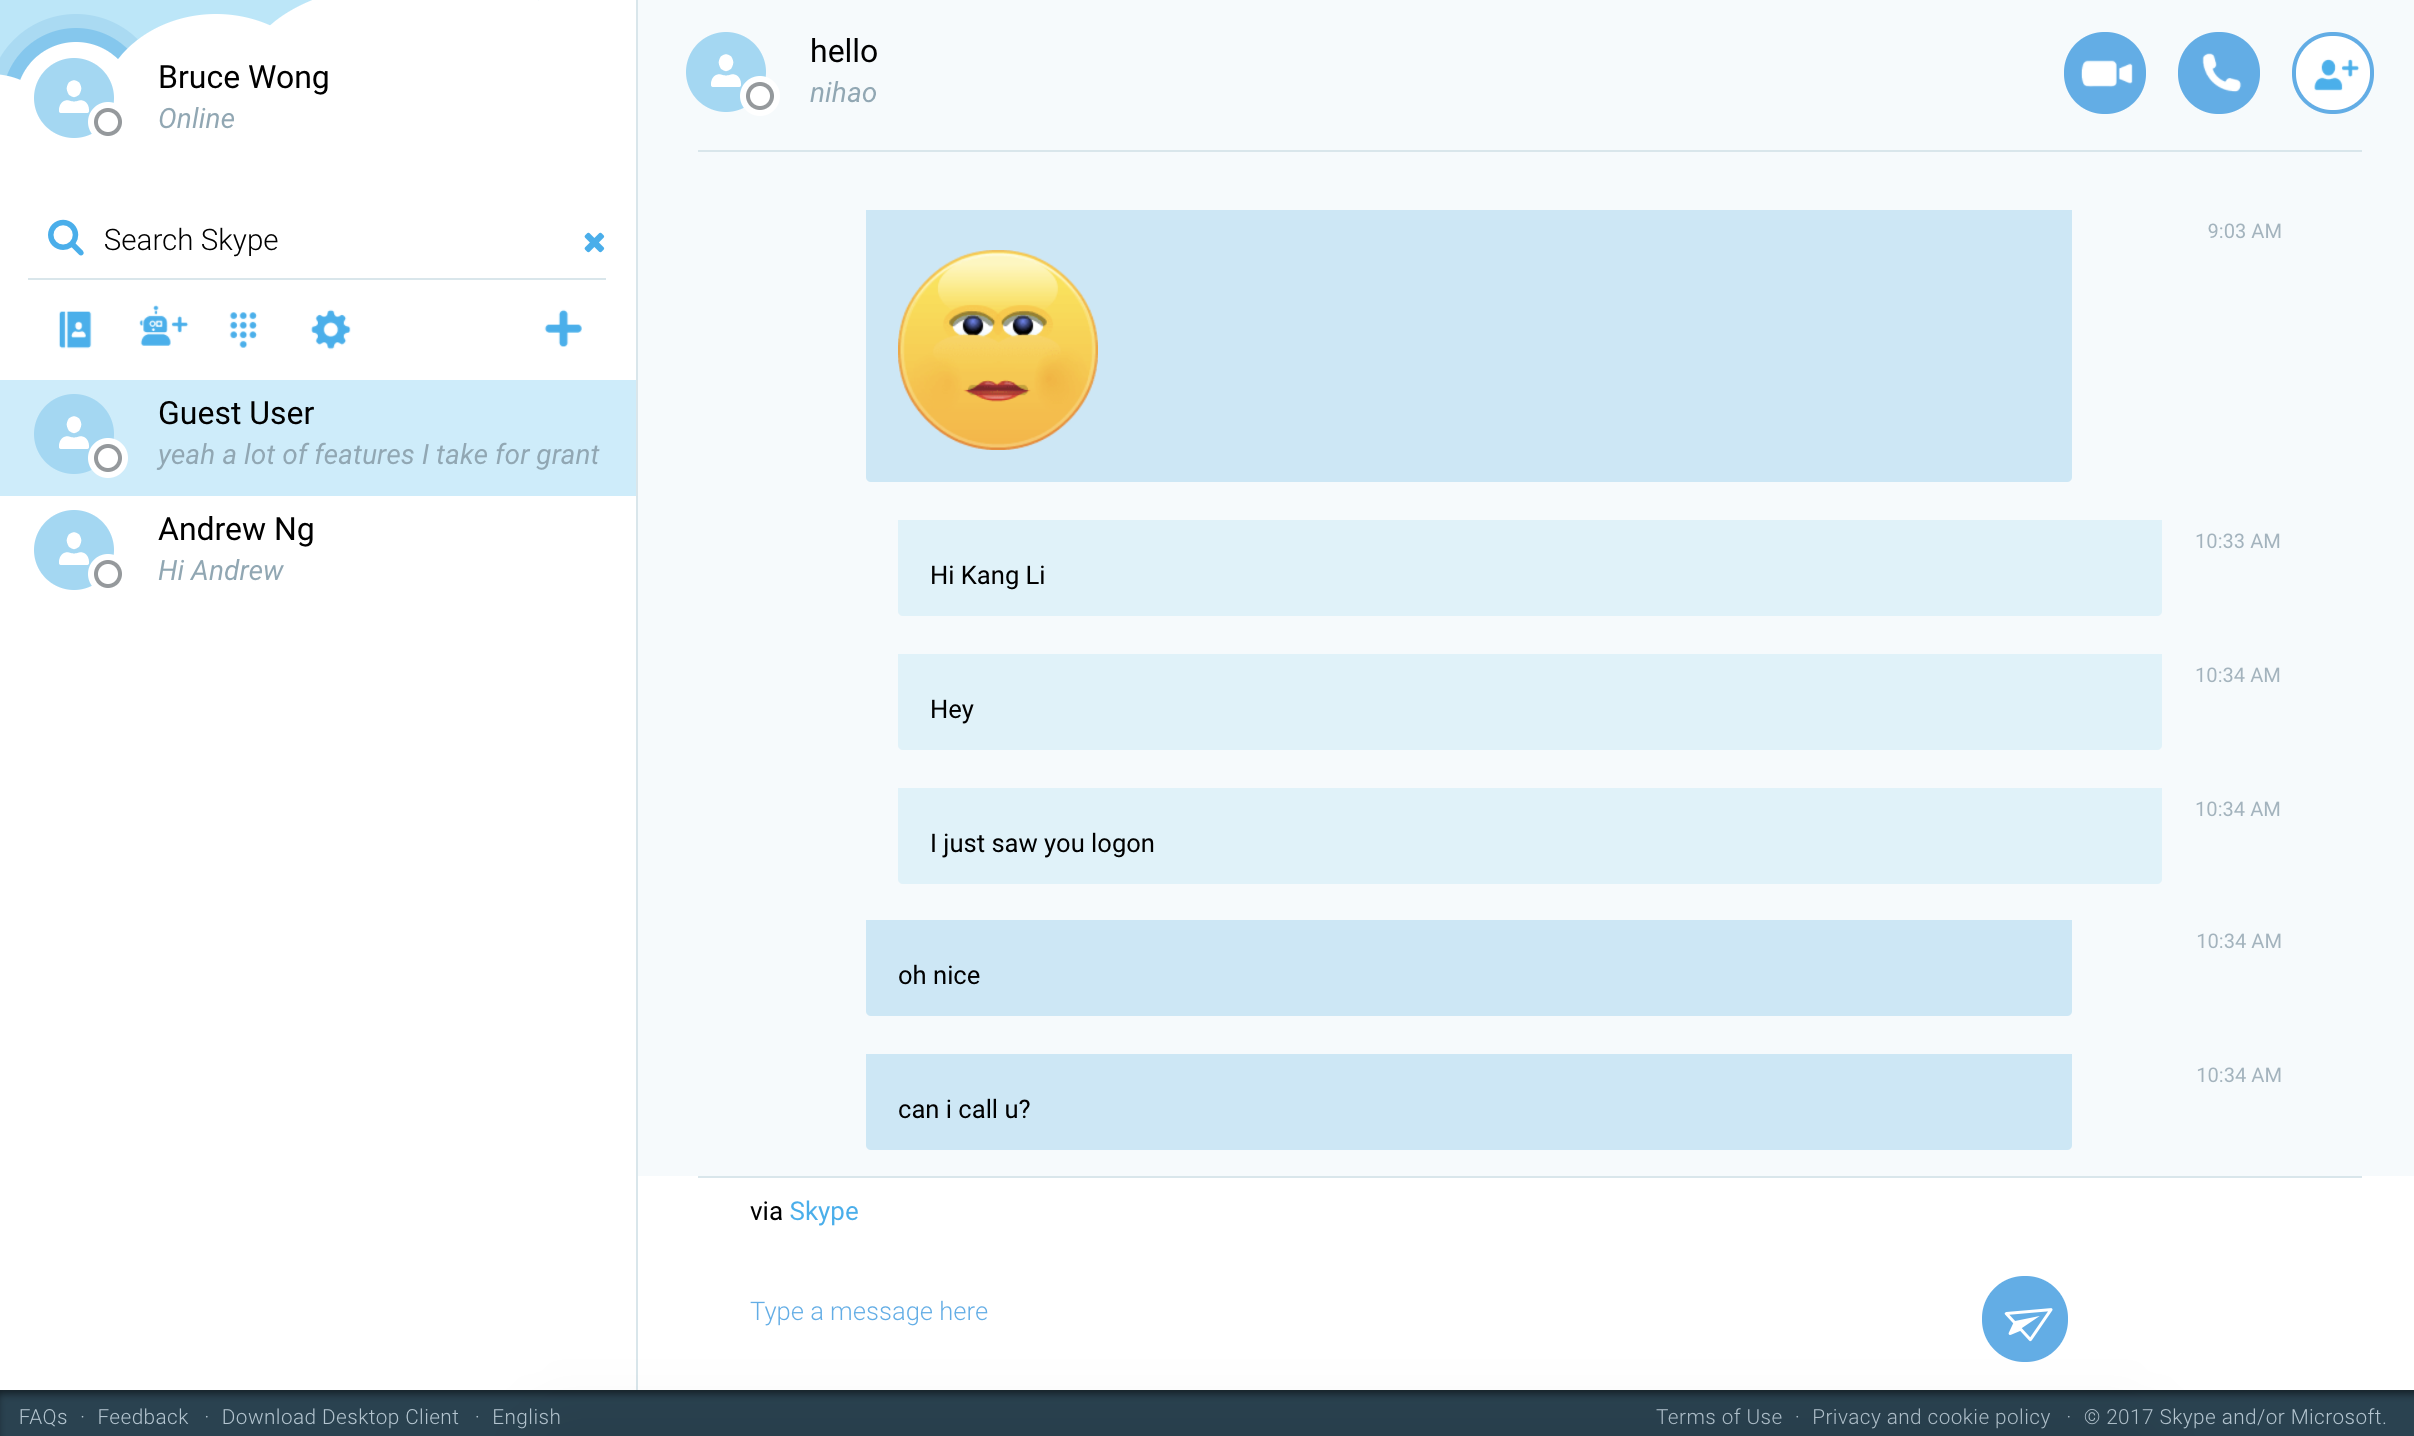 Bruce Wong
Online
Search Skype
Guest User
yeah a lot of features I take for grant
Andrew Ng
Hi Andrew
hello
nihao
9:03 AM
Hi Kang Li
10:33 AM
Hey
10:34 AM
I just saw you logon
10:34 AM
oh nice
10:34 AM
can i call u?
10:34 AM
via Skype
Type a message here
FAQs · Feedback · Download Desktop Client · English
Terms of Use · Privacy and cookie policy · © 2017 Skype and/or Microsoft.